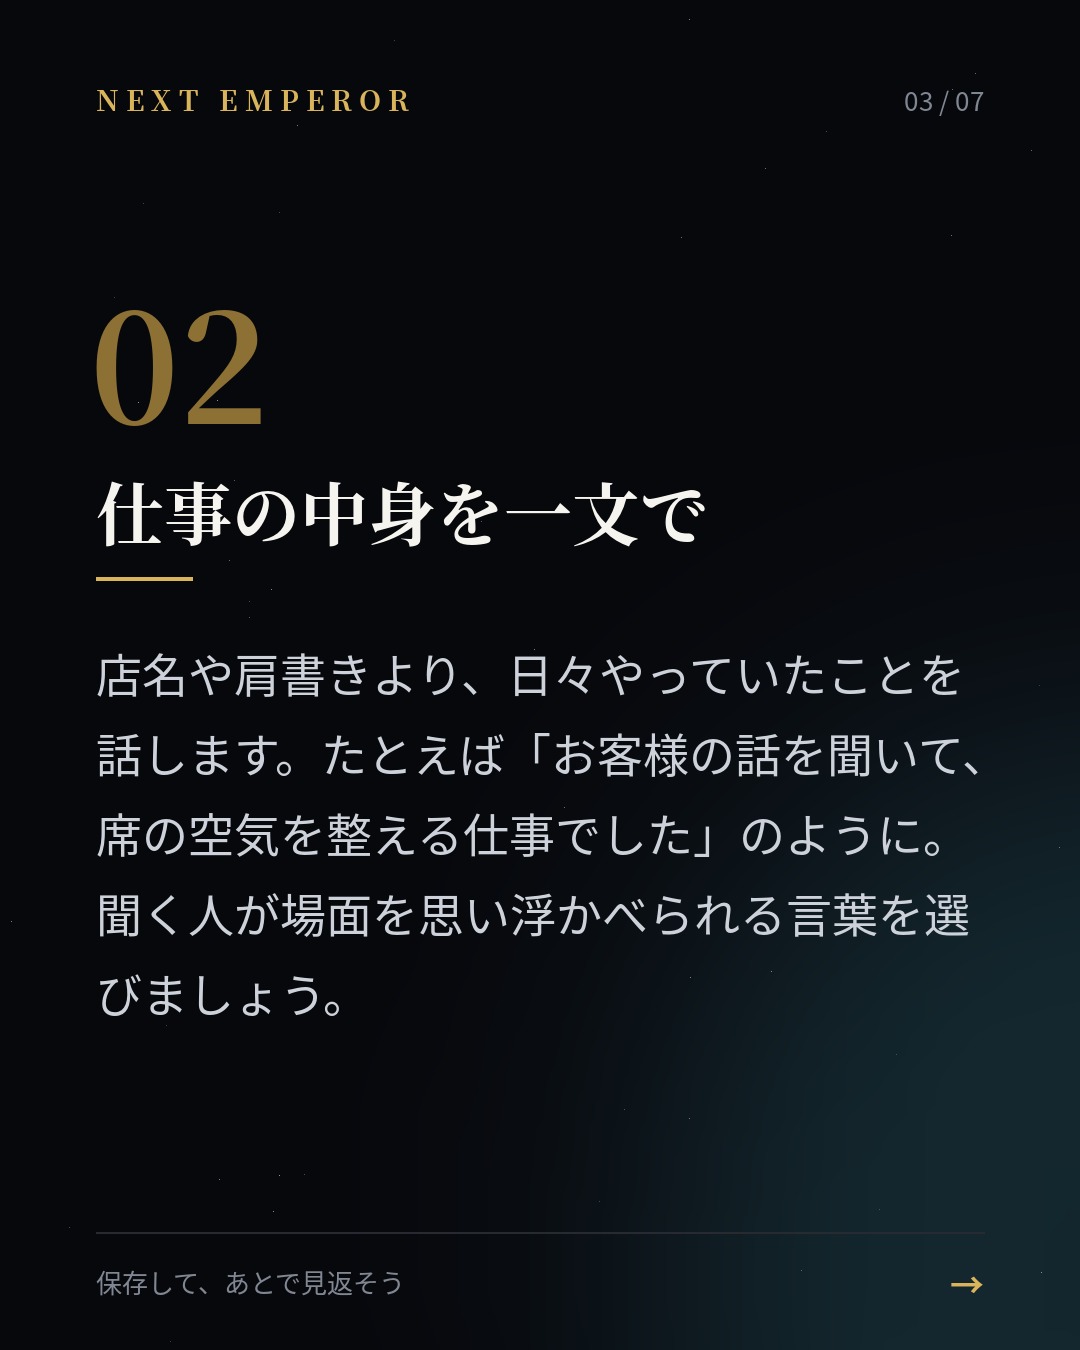 NEXT EMPEROR
03 / 07
02
仕事の中身を一文で
店名や肩書きより、日々やっていたことを
話します。たとえば「お客様の話を聞いて、
席の空気を整える仕事でした」のように。
聞く人が場面を思い浮かべられる言葉を選
びましょう。
保存して、あとで見返そう
→